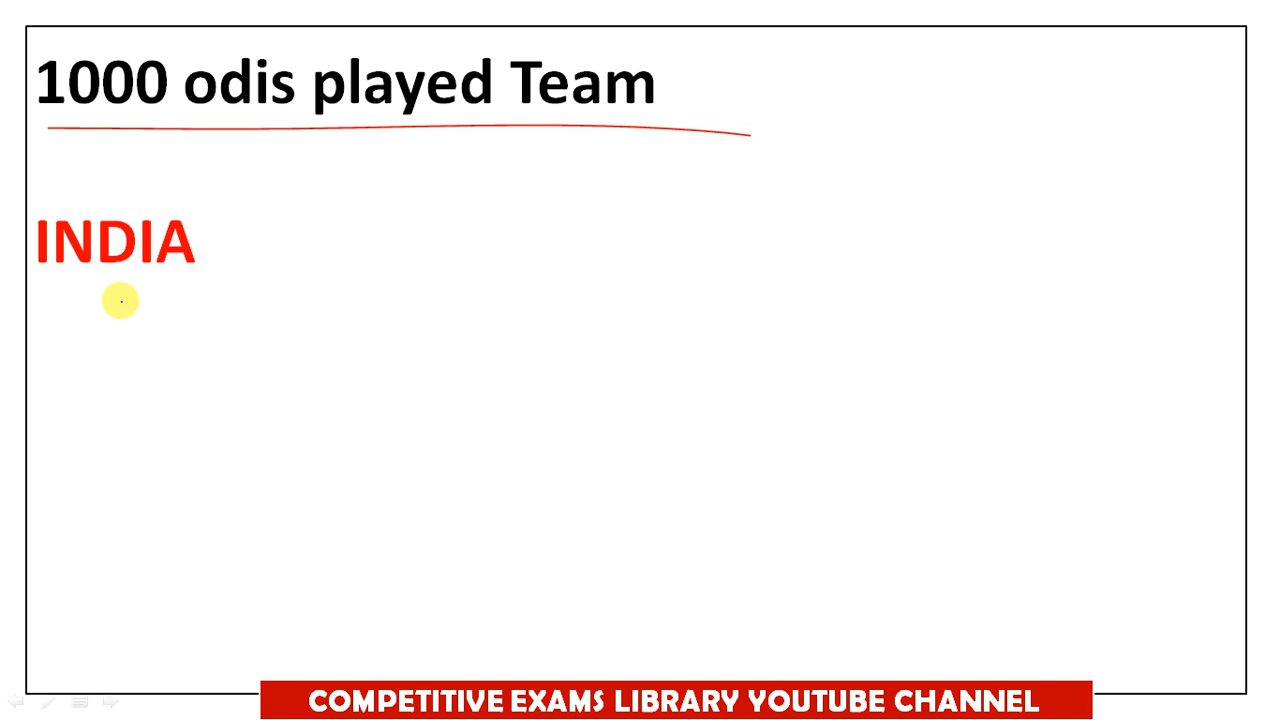 1000 odis played Team
INDIA
COMPETITIVE EXAMS LIBRARY YOUTUBE CHANNEL